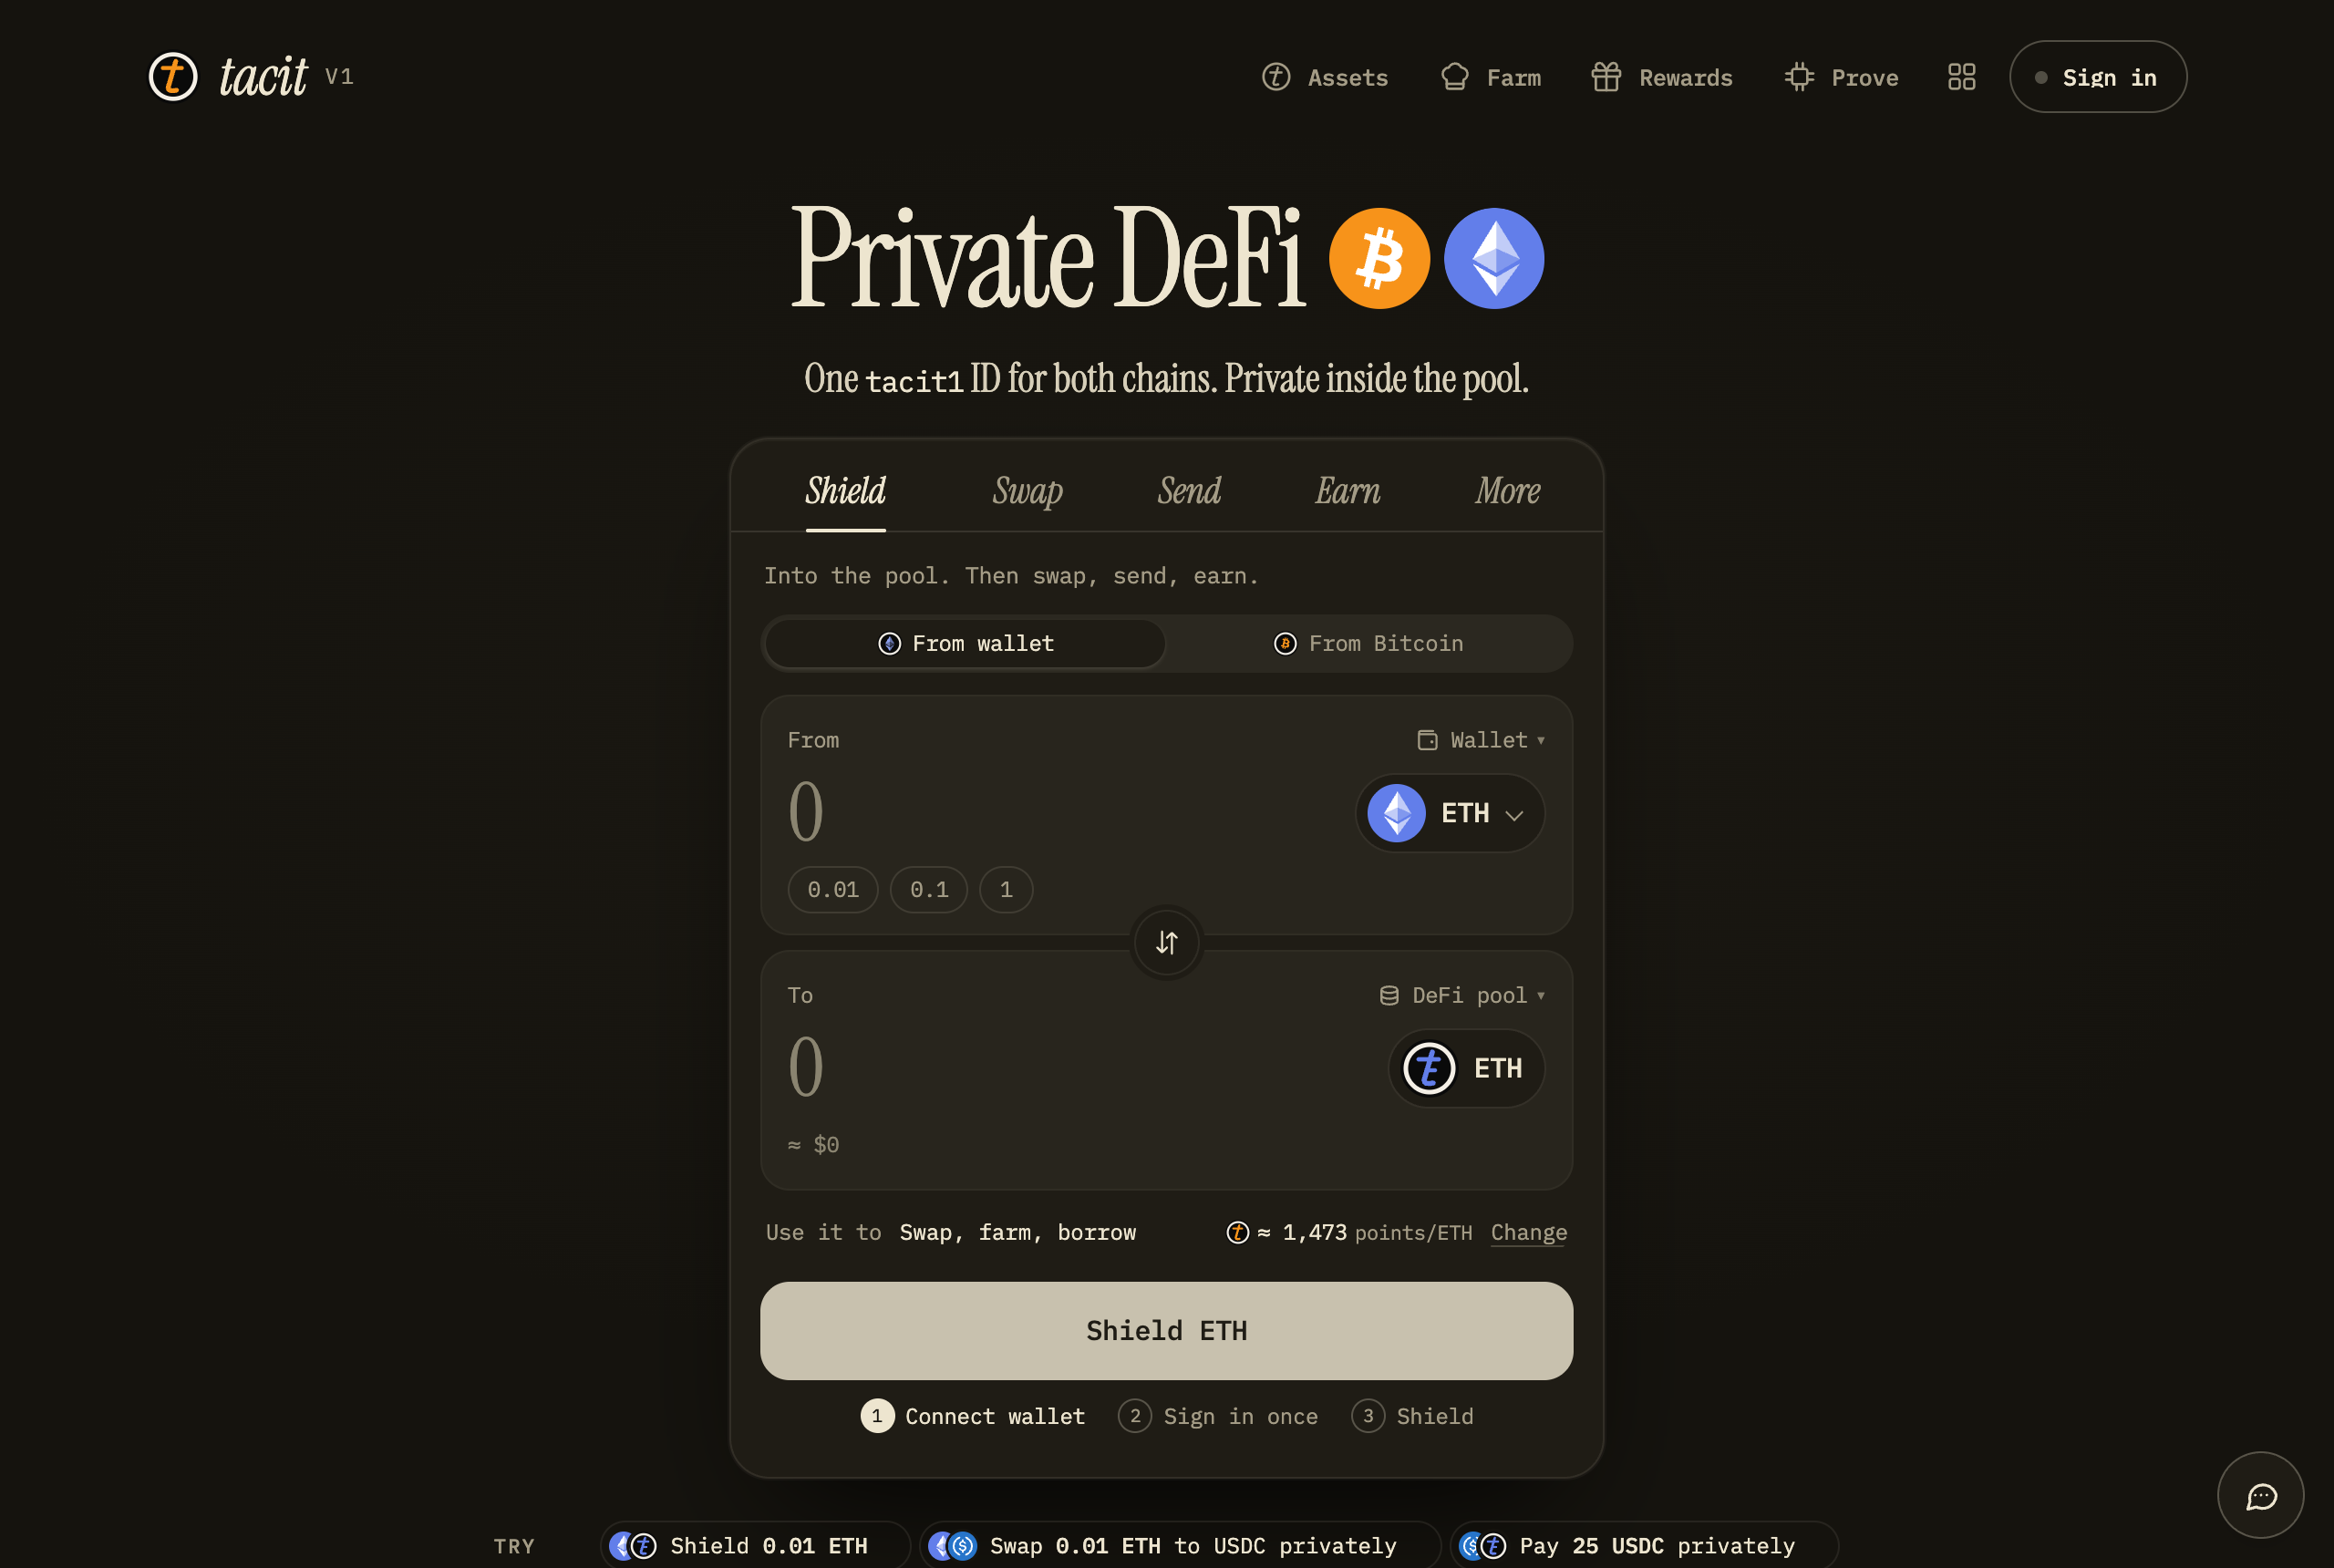 tacit V1
Assets Farm Rewards Prove Sign in
Private DeFi
One tacit1 ID for both chains. Private inside the pool.
Shield Swap Send Earn More
Into the pool. Then swap, send, earn.
From wallet From Bitcoin
From Wallet
0 ETH
0.01 0.1 1
To DeFi pool
0 ETH
≈ $0
Use it to Swap, farm, borrow ≈ 1,473 points/ETH Change
Shield ETH
1 Connect wallet 2 Sign in once 3 Shield
TRY Shield 0.01 ETH Swap 0.01 ETH to USDC privately Pay 25 USDC privately